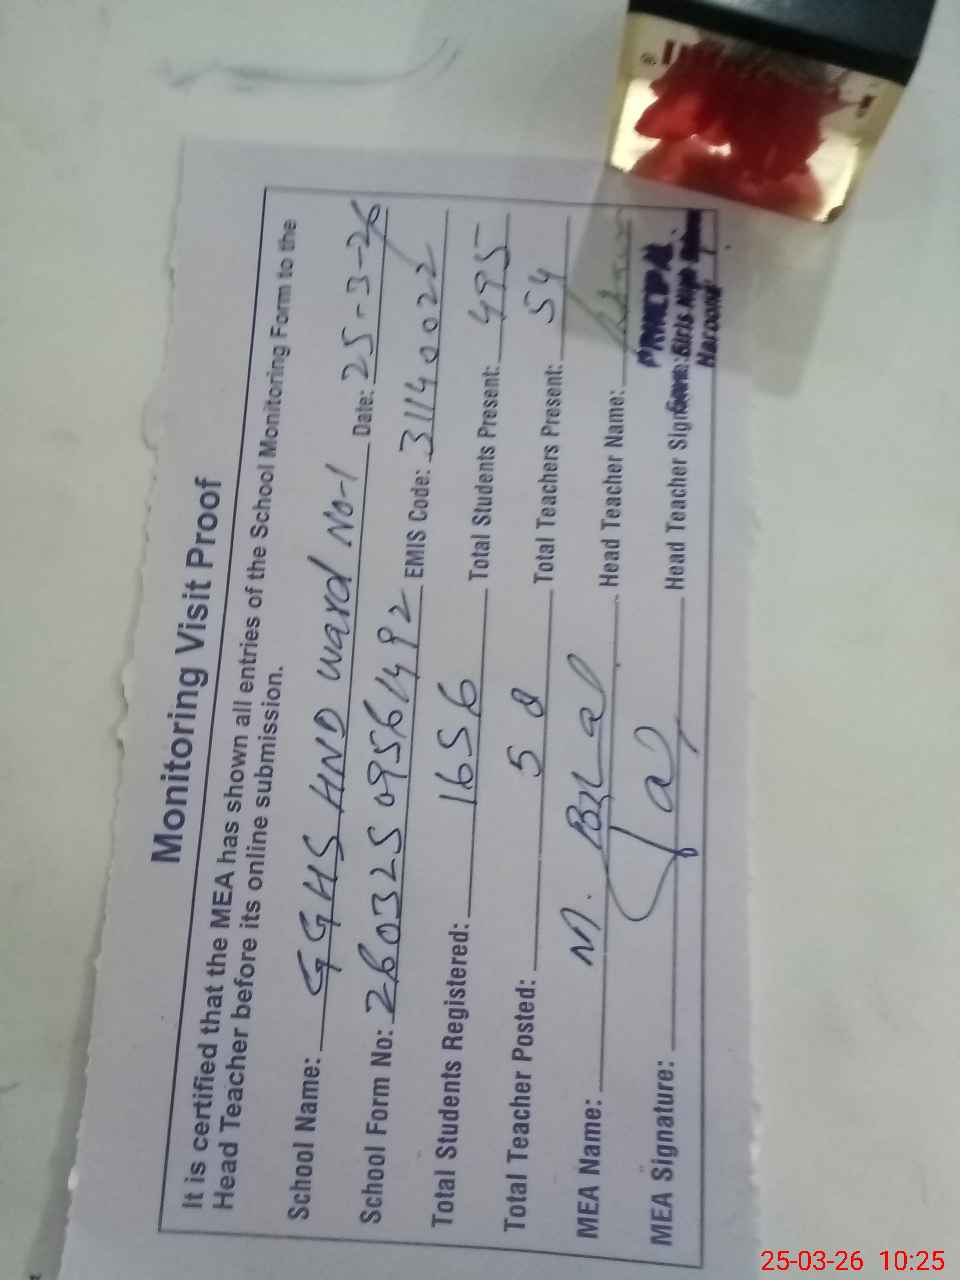 Monitoring Visit Proof
It is certified that the MEA has shown all entries of the School Monitoring Form to the
Head Teacher before its online submission.
School Name: GGHS HND ward No-1 Date: 25-3-26
School Form No: 26032509561492 EMIS Code: 31140022
Total Students Registered: 1656 Total Students Present: 495
Total Teacher Posted: 58 Total Teachers Present: 54
MEA Name: M. Bilal Head Teacher Name:
MEA Signature: Head Teacher Signature:
PRINCIPAL
Girls High
25-03-26 10:25